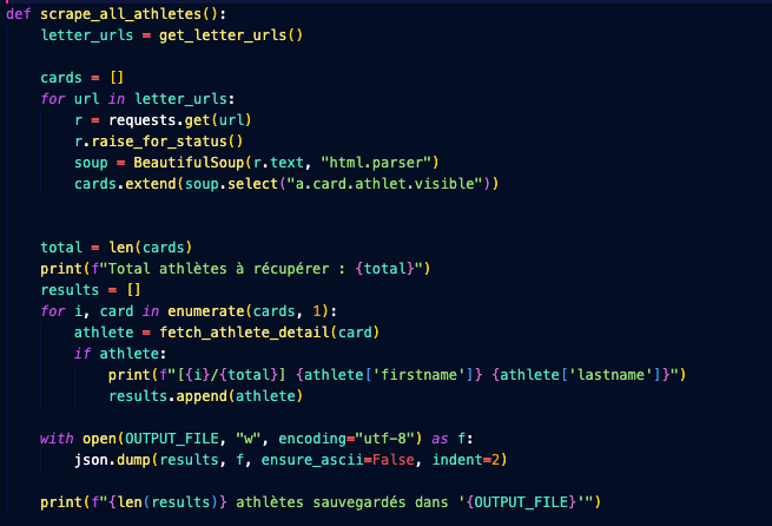 def scrape_all_athletes():
    letter_urls = get_letter_urls()
    cards = []
    for url in letter_urls:
        r = requests.get(url)
        r.raise_for_status()
        soup = BeautifulSoup(r.text, "html.parser")
        cards.extend(soup.select("a.card.athlet.visible"))
    total = len(cards)
    print(f"Total athlètes à récupérer : {total}")
    results = []
    for i, card in enumerate(cards, 1):
        athlete = fetch_athlete_detail(card)
        if athlete:
            print(f"[{i}/{total}] {athlete['firstname']} {athlete['lastname']}")
            results.append(athlete)
    with open(OUTPUT_FILE, "w", encoding="utf-8") as f:
        json.dump(results, f, ensure_ascii=False, indent=2)
    print(f"{len(results)} athlètes sauvegardés dans '{OUTPUT_FILE}'")